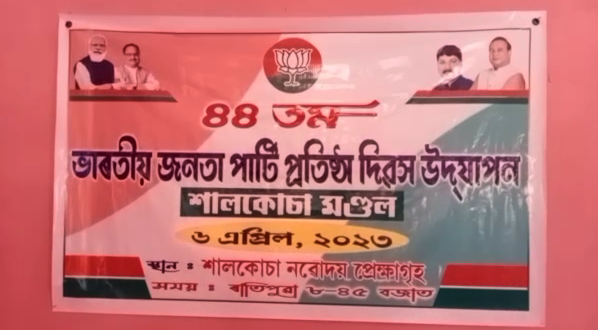 ৪৪ তম
ভাৰতীয় জনতা পাৰ্টি প্ৰতিষ্ঠা দিৱস উদ্‌যাপন
শালকোচা মণ্ডল
৬ এপ্ৰিল, ২০২৩
স্থান : শালকোচা নবোদয় প্ৰেক্ষাগৃহ
সময় : ৰাতিপুৱা ৮-৪৫ বজাত